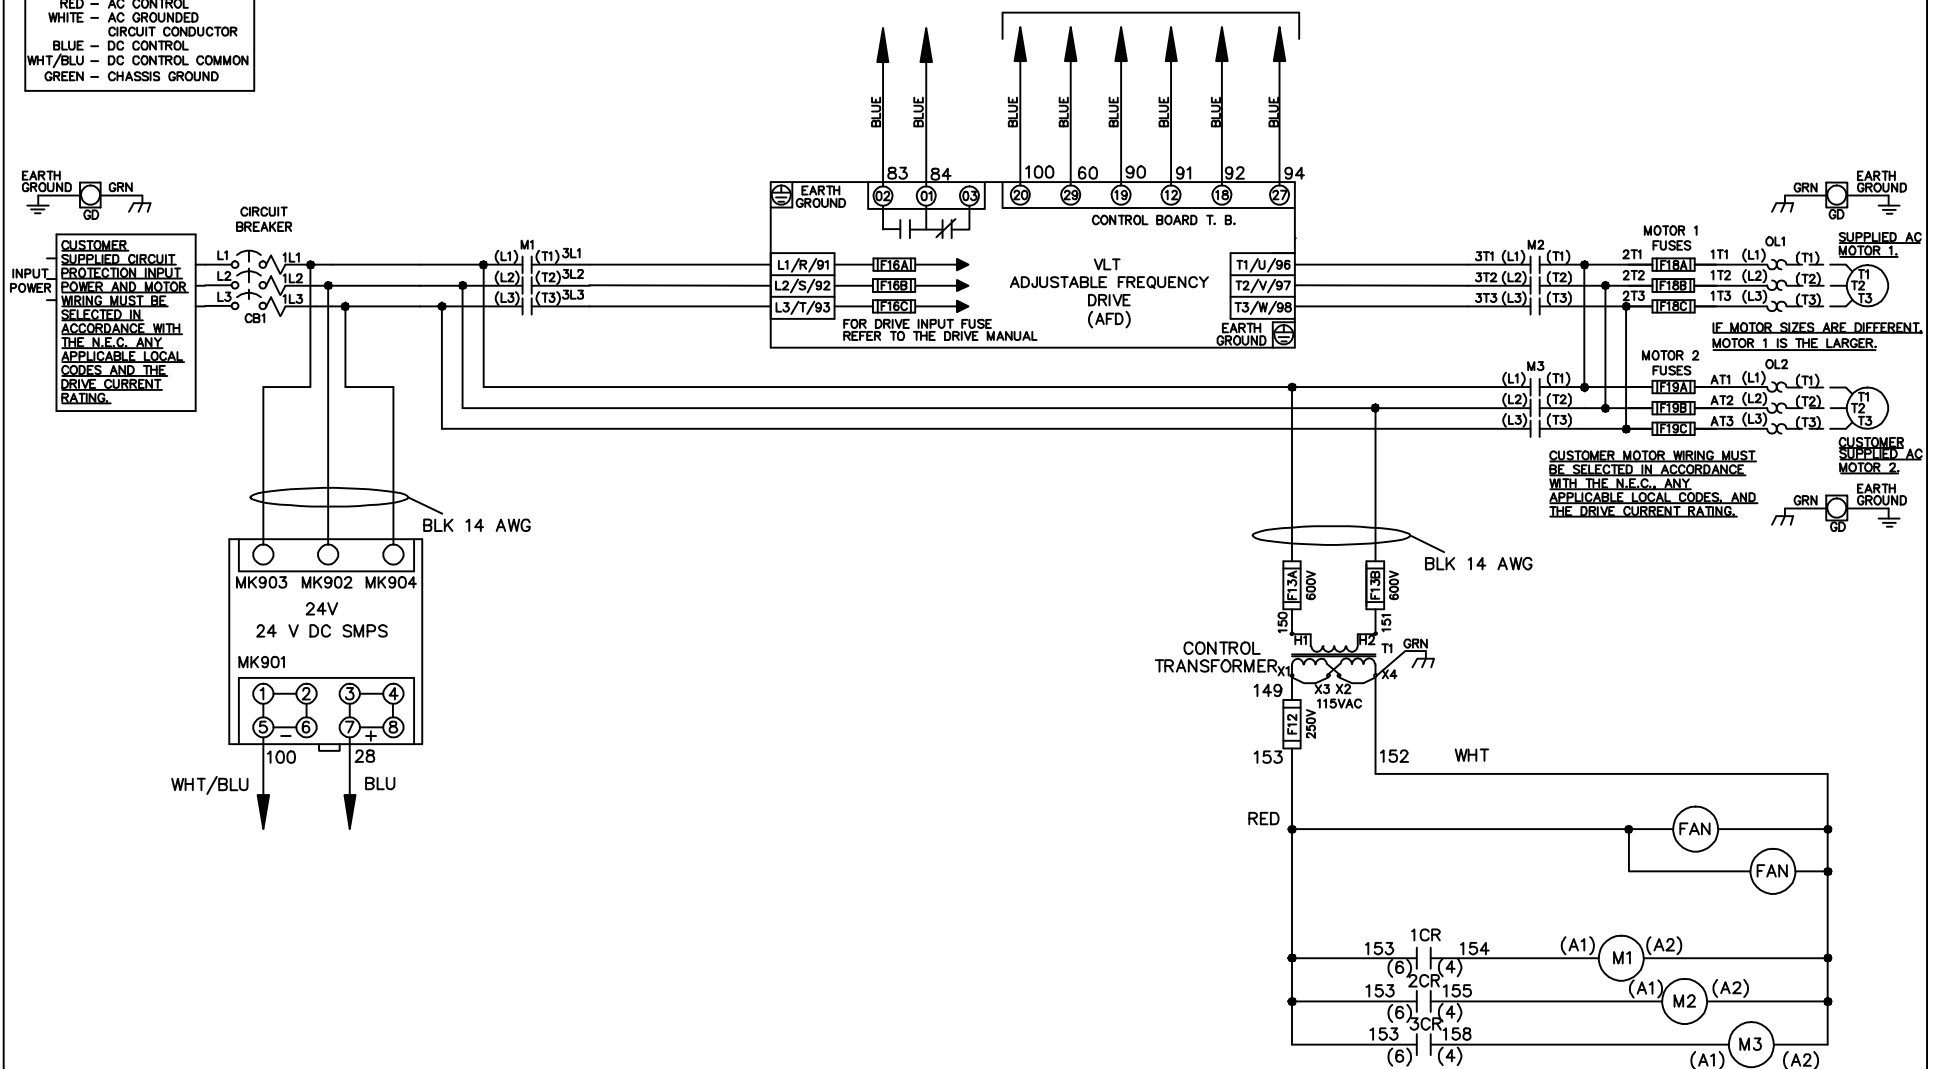 RED – AC CONTROL
WHITE – AC GROUNDED
CIRCUIT CONDUCTOR
BLUE – DC CONTROL
WHT/BLU – DC CONTROL COMMON
GREEN – CHASSIS GROUND
BLUE
BLUE
BLUE
BLUE
BLUE
BLUE
BLUE
BLUE
83
84
100
60
90
91
92
94
EARTH
GROUND
02
01
03
20
29
19
12
18
27
CONTROL BOARD T. B.
EARTH
GROUND
GRN
GD
CIRCUIT
BREAKER
INPUT
POWER
CUSTOMER
SUPPLIED CIRCUIT
PROTECTION INPUT
POWER AND MOTOR
WIRING MUST BE
SELECTED IN
ACCORDANCE WITH
THE N.E.C. ANY
APPLICABLE LOCAL
CODES AND THE
DRIVE CURRENT
RATING.
L1
1L1
L2
1L2
L3
1L3
CB1
M1
(L1) (T1) 3L1
(L2) (T2) 3L2
(L3) (T3) 3L3
L1/R/91
L2/S/92
L3/T/93
F16A
F16B
F16C
FOR DRIVE INPUT FUSE
REFER TO THE DRIVE MANUAL
VLT
ADJUSTABLE FREQUENCY
DRIVE
(AFD)
T1/U/96
T2/V/97
T3/W/98
EARTH
GROUND
3T1 (L1) (T1)
3T2 (L2) (T2)
3T3 (L3) (T3)
M2
2T1
2T2
2T3
MOTOR 1
FUSES
F18A
F18B
F18C
1T1 (L1) (T1)
1T2 (L2) (T2)
1T3 (L3) (T3)
OL1
GRN
EARTH
GROUND
GD
SUPPLIED AC
MOTOR 1.
T1
T2
T3
IF MOTOR SIZES ARE DIFFERENT,
MOTOR 1 IS THE LARGER.
M3
(L1) (T1)
(L2) (T2)
(L3) (T3)
MOTOR 2
FUSES
F19A
F19B
F19C
OL2
AT1 (L1) (T1)
AT2 (L2) (T2)
AT3 (L3) (T3)
T1
T2
T3
CUSTOMER
SUPPLIED AC
MOTOR 2.
CUSTOMER MOTOR WIRING MUST
BE SELECTED IN ACCORDANCE
WITH THE N.E.C., ANY
APPLICABLE LOCAL CODES, AND
THE DRIVE CURRENT RATING.
GRN
EARTH
GROUND
GD
BLK 14 AWG
MK903 MK902 MK904
24V
24 V DC SMPS
MK901
1 2 3 4
5 – 6 7 + 8
100
28
WHT/BLU
BLU
BLK 14 AWG
F13A
600V
F13B
600V
150
151
H1
H2
T1
GRN
CONTROL
TRANSFORMER
X1
X3 X2
X4
115VAC
149
F12
250V
153
152
WHT
RED
FAN
FAN
1CR
153
154
(6) (4)
(A1) M1 (A2)
2CR
153
155
(6) (4)
(A1) M2 (A2)
3CR
153
158
(6) (4)
(A1) M3 (A2)